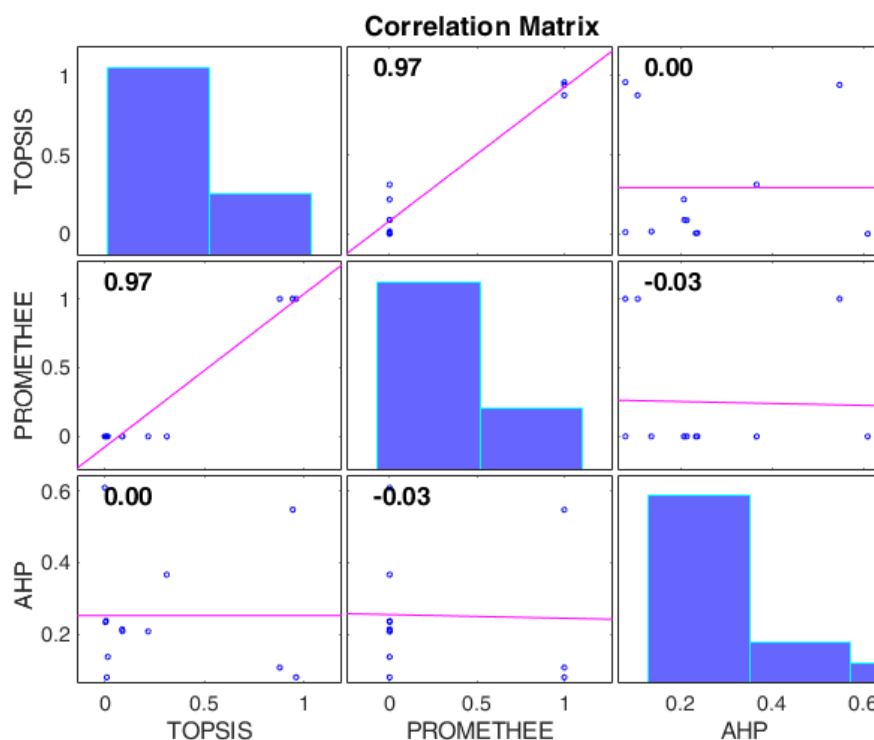 Correlation Matrix
TOPSIS
1
0.5
0
0.97
0.00
PROMETHEE
1
0.5
0
0.97
-0.03
AHP
0.6
0.4
0.2
0.00
-0.03
0 0.5 1 0 0.5 1 0.2 0.4 0.6
TOPSIS PROMETHEE AHP